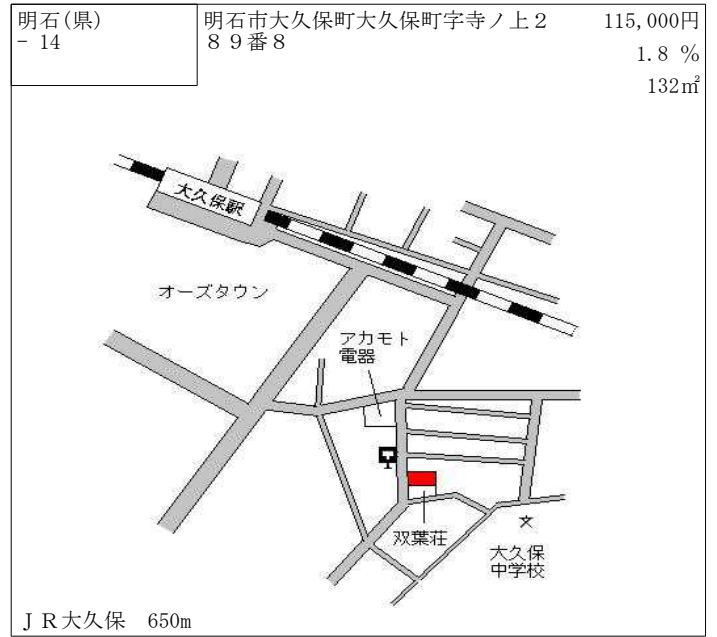 明石(県)
- 14
明石市大久保町大久保町字寺ノ上２
８９番８
115,000円
1.8 %
132㎡
大久保駅
オーズタウン
アカモト
電器
双葉荘
文
大久保
中学校
ＪＲ大久保　650m